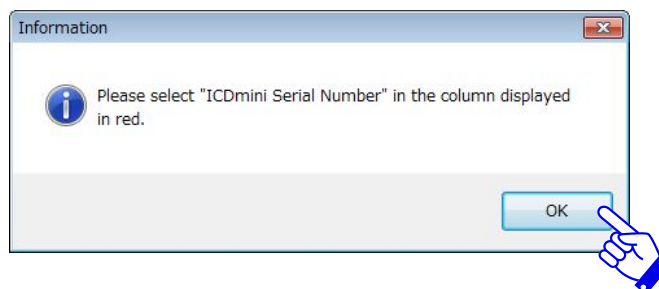 Information
Please select "ICDmini Serial Number" in the column displayed
in red.
OK